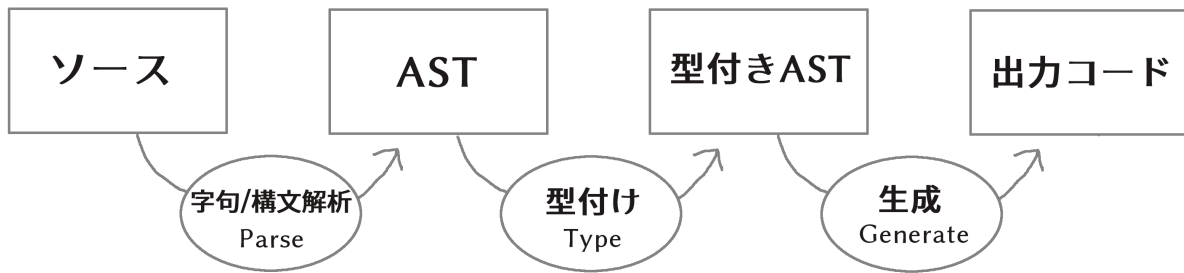 ソース
AST
型付きAST
出力コード
字句/構文解析
Parse
型付け
Type
生成
Generate